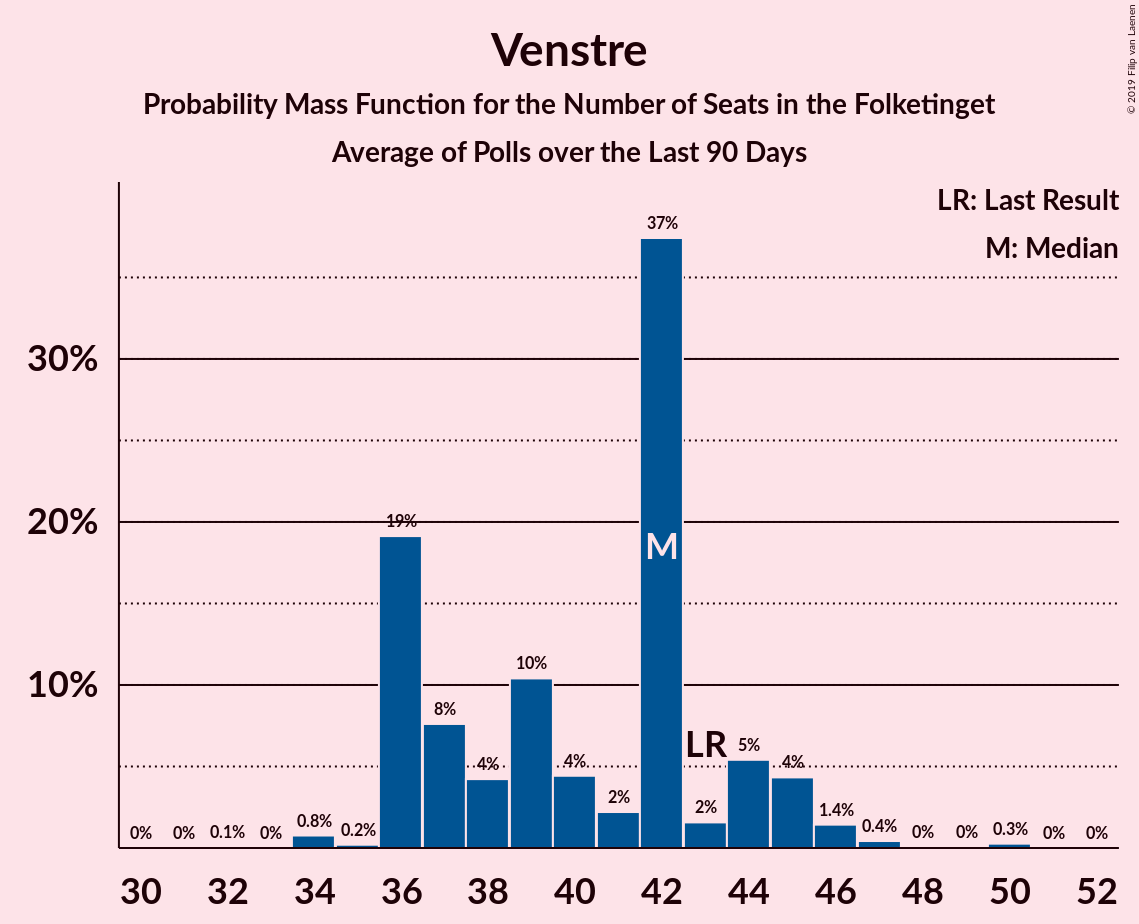 Venstre
Probability Mass Function for the Number of Seats in the Folketinget
Average of Polls over the Last 90 Days
© 2019 Filip van Laenen
LR: Last Result
M: Median
30%
20%
10%
0%
0%
0.1%
0%
0.8%
0.2%
19%
8%
4%
10%
4%
2%
37%
M
2%
LR
5%
4%
1.4%
0.4%
0%
0%
0.3%
0%
0%
30 32 34 36 38 40 42 44 46 48 50 52